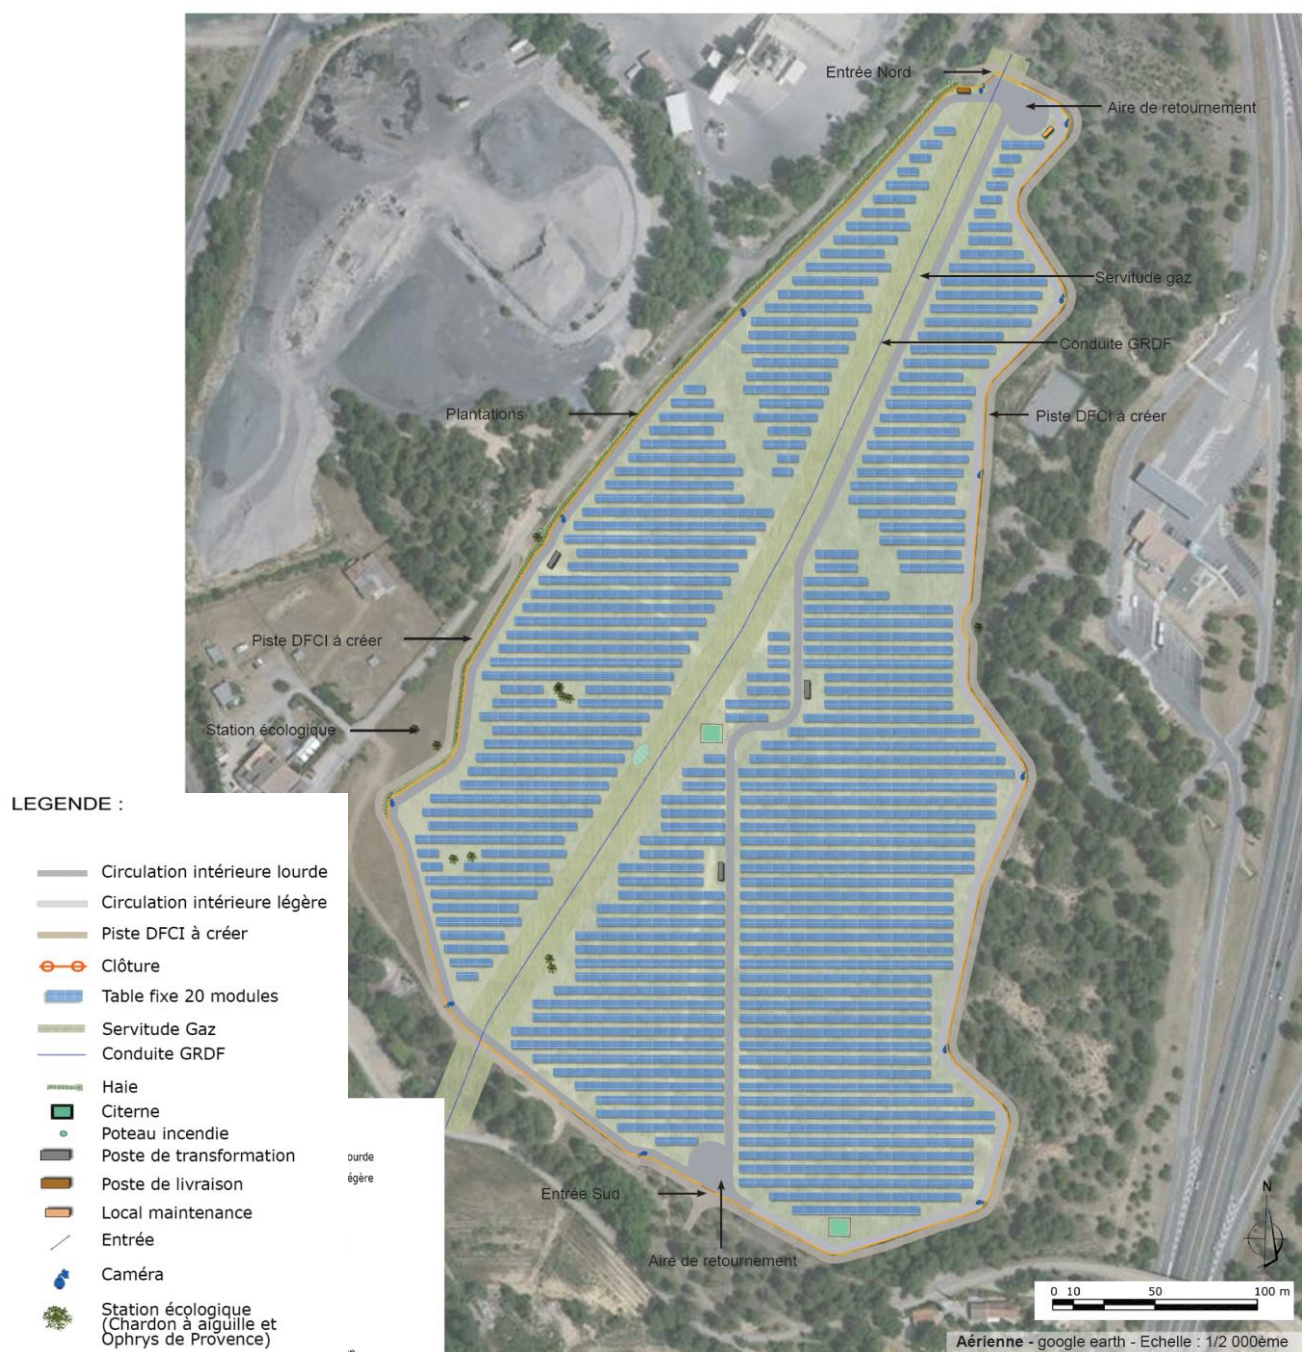 Entrée Nord
Aire de retournement
Servitude gaz
Conduite GRDF
Plantations
Piste DFCI à créer
Piste DFCI à créer
Station écologique
LEGENDE :
Circulation intérieure lourde
Circulation intérieure légère
Piste DFCI à créer
Clôture
Table fixe 20 modules
Servitude Gaz
Conduite GRDF
Haie
Citerne
Poteau incendie
Poste de transformation
Poste de livraison
Local maintenance
Entrée
Caméra
Station écologique
(Chardon à aiguille et
Ophrys de Provence)
ourde
égère
Entrée Sud
Aire de retournement
N
0 10 50 100 m
Aérienne - google earth - Echelle : 1/2 000ème